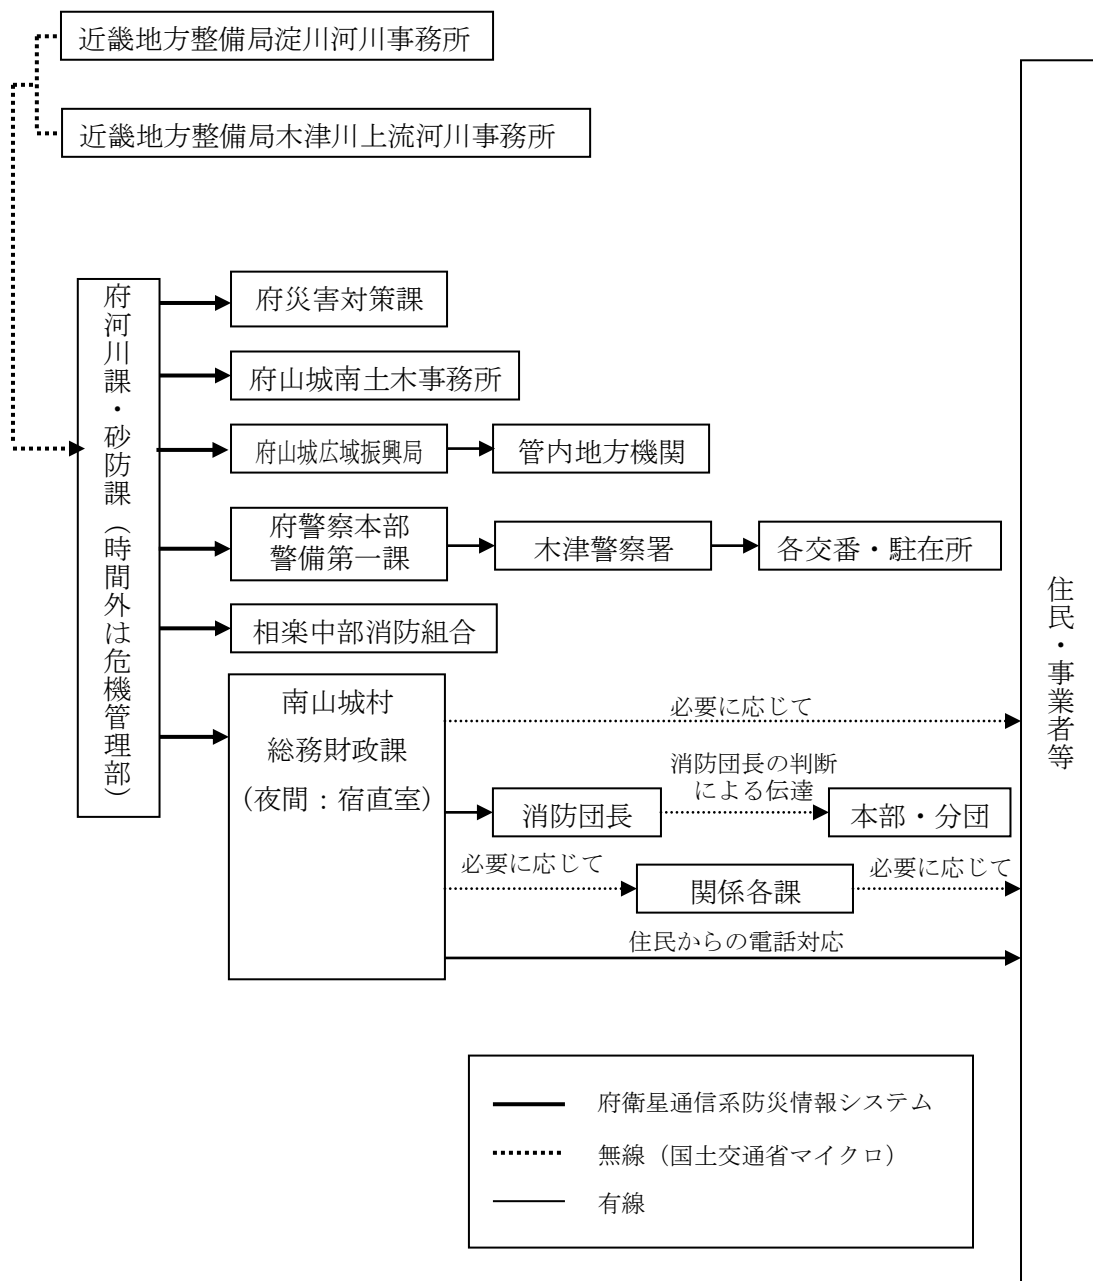 近畿地方整備局淀川河川事務所
近畿地方整備局木津川上流河川事務所
府河川課・砂防課（時間外は危機管理部）
府災害対策課
府山城南土木事務所
府山城広域振興局
管内地方機関
府警察本部
警備第一課
木津警察署
各交番・駐在所
相楽中部消防組合
南山城村
総務財政課
（夜間：宿直室）
必要に応じて
消防団長の判断
による伝達
消防団長
本部・分団
必要に応じて
関係各課
必要に応じて
住民からの電話対応
住民・事業者等
府衛星通信系防災情報システム
無線（国土交通省マイクロ）
有線